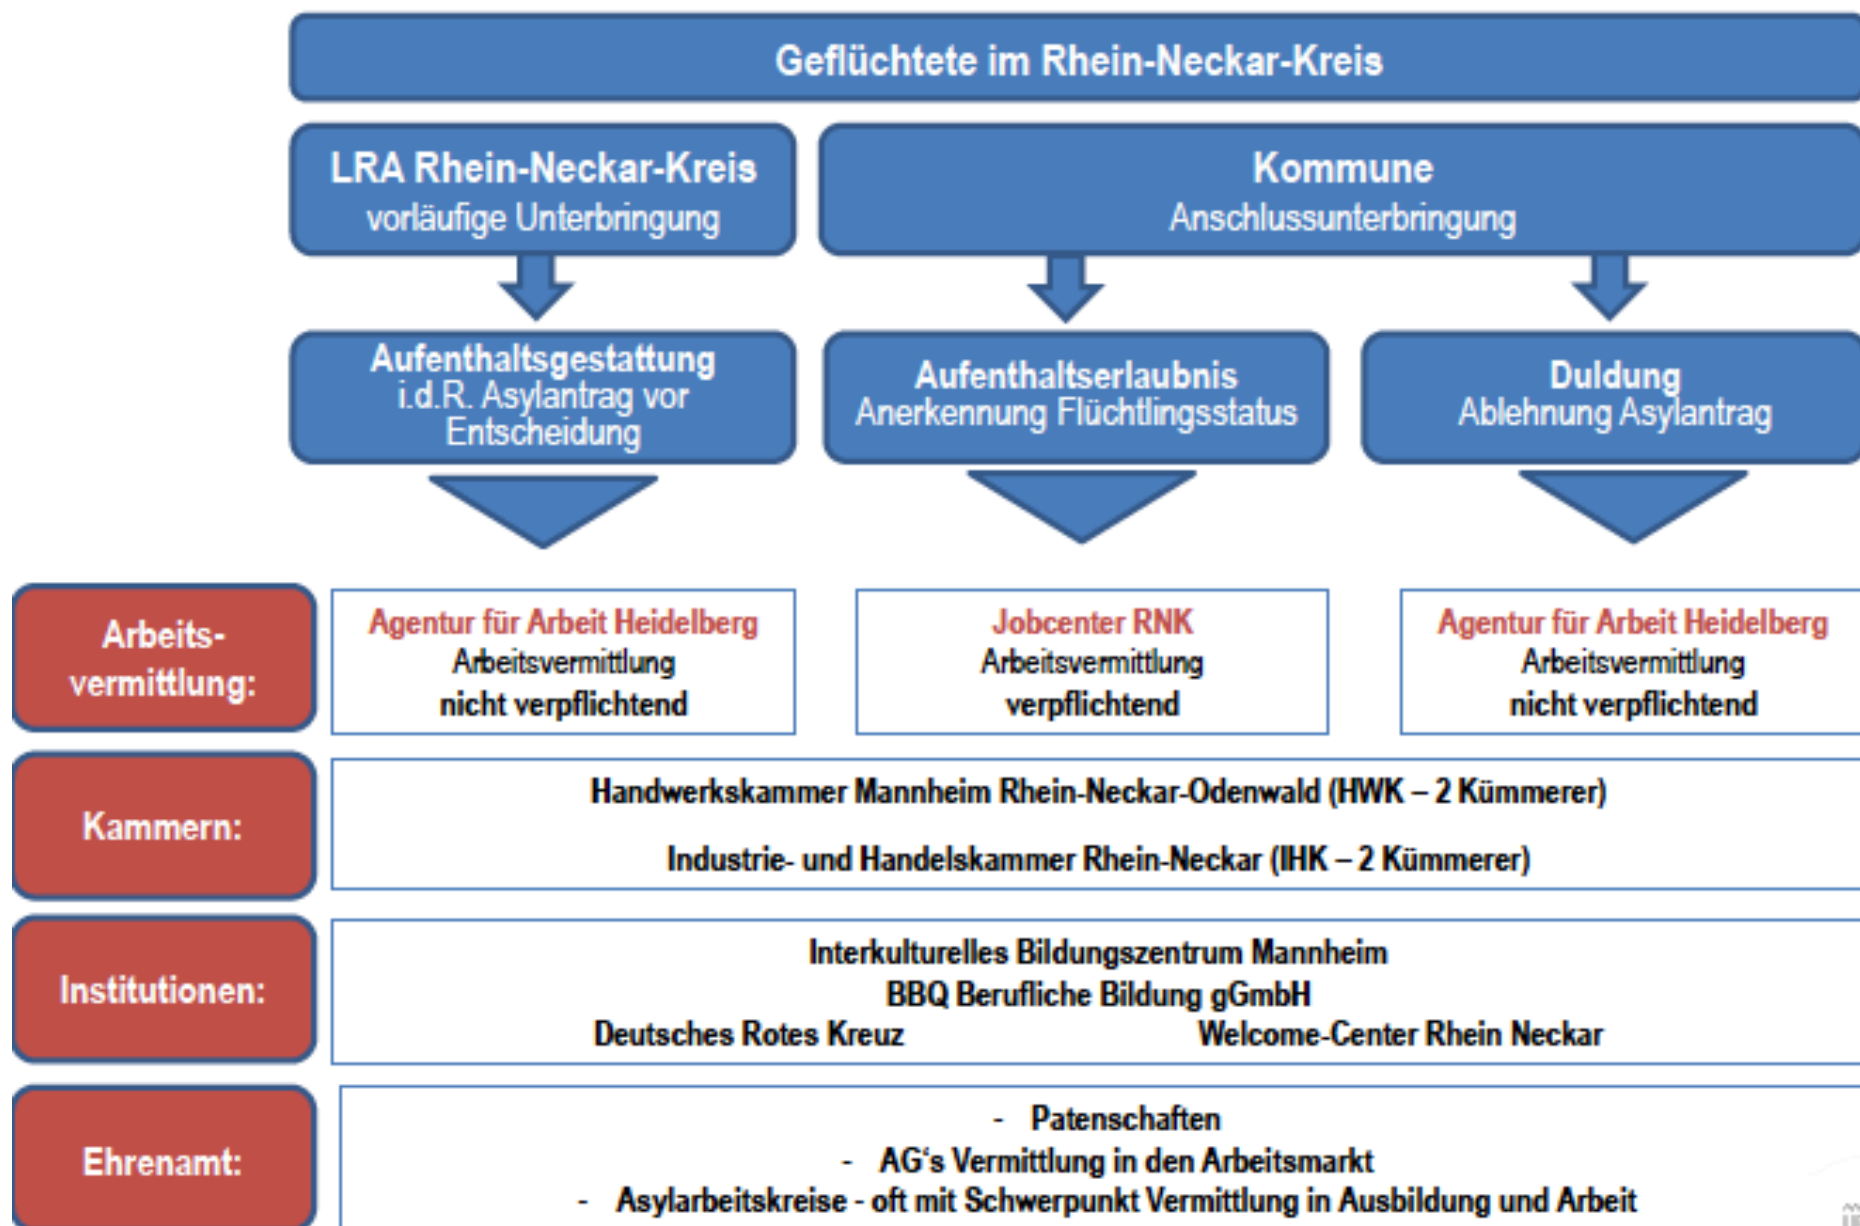 Geflüchtete im Rhein-Neckar-Kreis
LRA Rhein-Neckar-Kreis
vorläufige Unterbringung
Kommune
Anschlussunterbringung
Aufenthaltsgestattung
i.d.R. Asylantrag vor
Entscheidung
Aufenthaltserlaubnis
Anerkennung Flüchtlingsstatus
Duldung
Ablehnung Asylantrag
Arbeits-
vermittlung:
Agentur für Arbeit Heidelberg
Arbeitsvermittlung
nicht verpflichtend
Jobcenter RNK
Arbeitsvermittlung
verpflichtend
Agentur für Arbeit Heidelberg
Arbeitsvermittlung
nicht verpflichtend
Kammern:
Handwerkskammer Mannheim Rhein-Neckar-Odenwald (HWK – 2 Kümmerer)
Industrie- und Handelskammer Rhein-Neckar (IHK – 2 Kümmerer)
Institutionen:
Interkulturelles Bildungszentrum Mannheim
BBQ Berufliche Bildung gGmbH
Deutsches Rotes Kreuz Welcome-Center Rhein Neckar
Ehrenamt:
- Patenschaften
- AG‘s Vermittlung in den Arbeitsmarkt
- Asylarbeitskreise - oft mit Schwerpunkt Vermittlung in Ausbildung und Arbeit